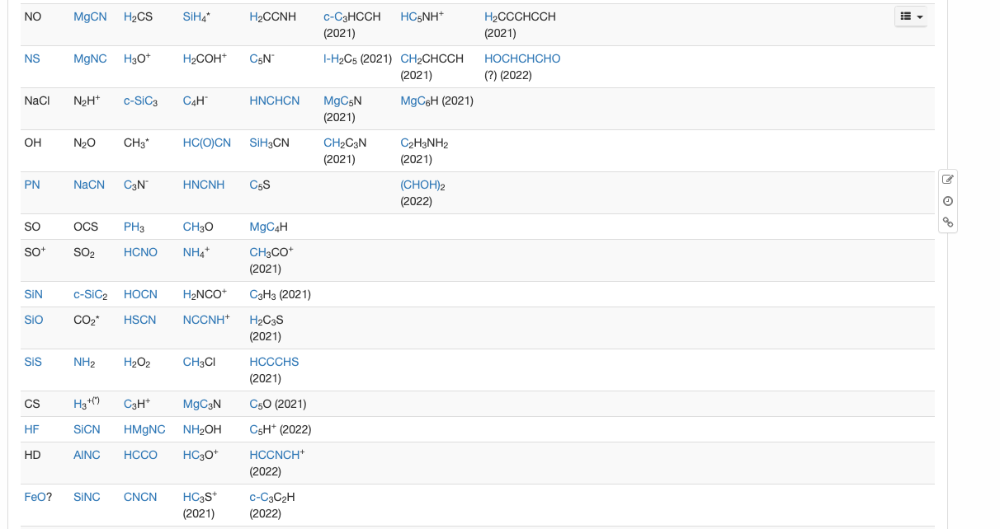 NO MgCN H₂CS SiH₄* H₂CCNH c-C₃HCCH HC₅NH⁺ H₂CCCHCCH
(2021) (2021)
NS MgNC H₃O⁺ H₂COH⁺ C₅N⁻ l-H₂C₅ (2021) CH₂CHCCH HOCHCHCHO
(2021) (?) (2022)
NaCl N₂H⁺ c-SiC₃ C₄H⁻ HNCHCN MgC₅N MgC₆H (2021)
(2021)
OH N₂O CH₃* HC(O)CN SiH₃CN CH₂C₃N C₂H₃NH₂
(2021) (2021)
PN NaCN C₃N⁻ HNCNH C₅S (CHOH)₂
(2022)
SO OCS PH₃ CH₃O MgC₄H
SO⁺ SO₂ HCNO NH₄⁺ CH₃CO⁺
(2021)
SiN c-SiC₂ HOCN H₂NCO⁺ C₃H₃ (2021)
SiO CO₂* HSCN NCCNH⁺ H₂C₃S
(2021)
SiS NH₂ H₂O₂ CH₃Cl HCCCHS
(2021)
CS H₃⁺⁽*⁾ C₃H⁺ MgC₃N C₅O (2021)
HF SiCN HMgNC NH₂OH C₅H⁺ (2022)
HD AlNC HCCO HC₃O⁺ HCCNCH⁺
(2022)
FeO? SiNC CNCN HC₃S⁺ c-C₃C₂H
(2021) (2022)